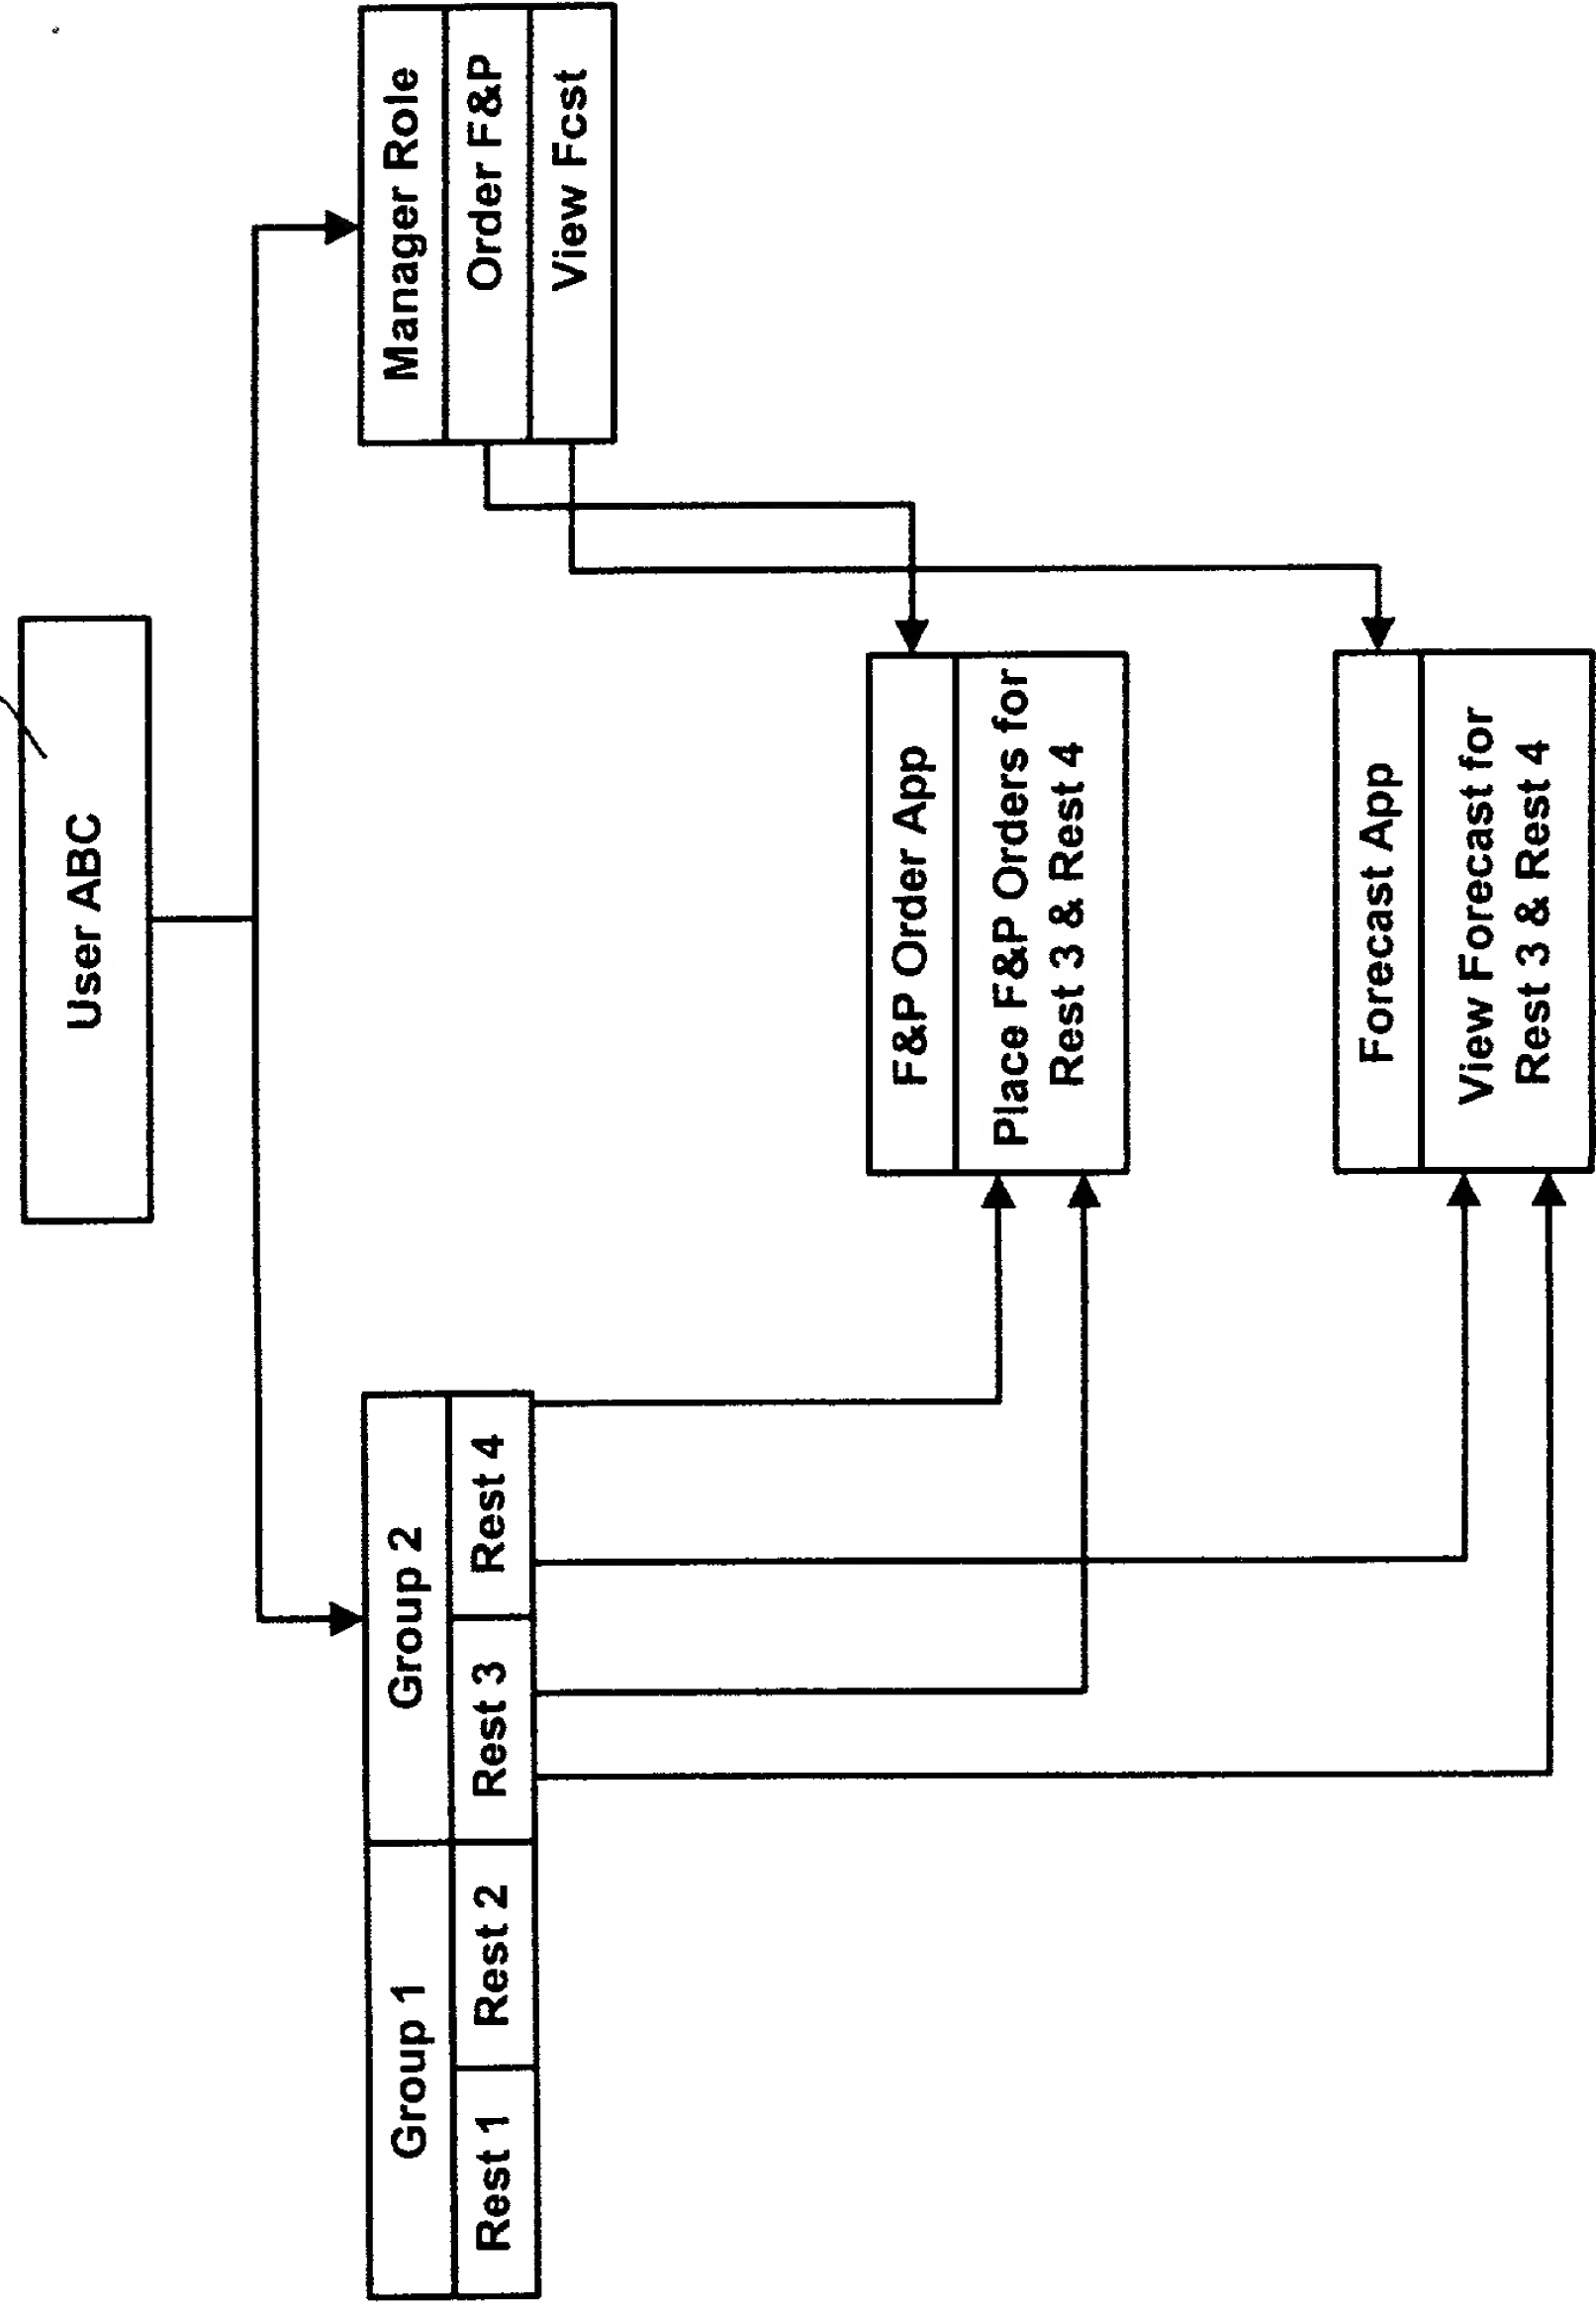 User ABC
Group 1
Group 2
Rest 1
Rest 2
Rest 3
Rest 4
Manager Role
Order F&P
View Fcst
F&P Order App
Place F&P Orders for
Rest 3 & Rest 4
Forecast App
View Forecast for
Rest 3 & Rest 4